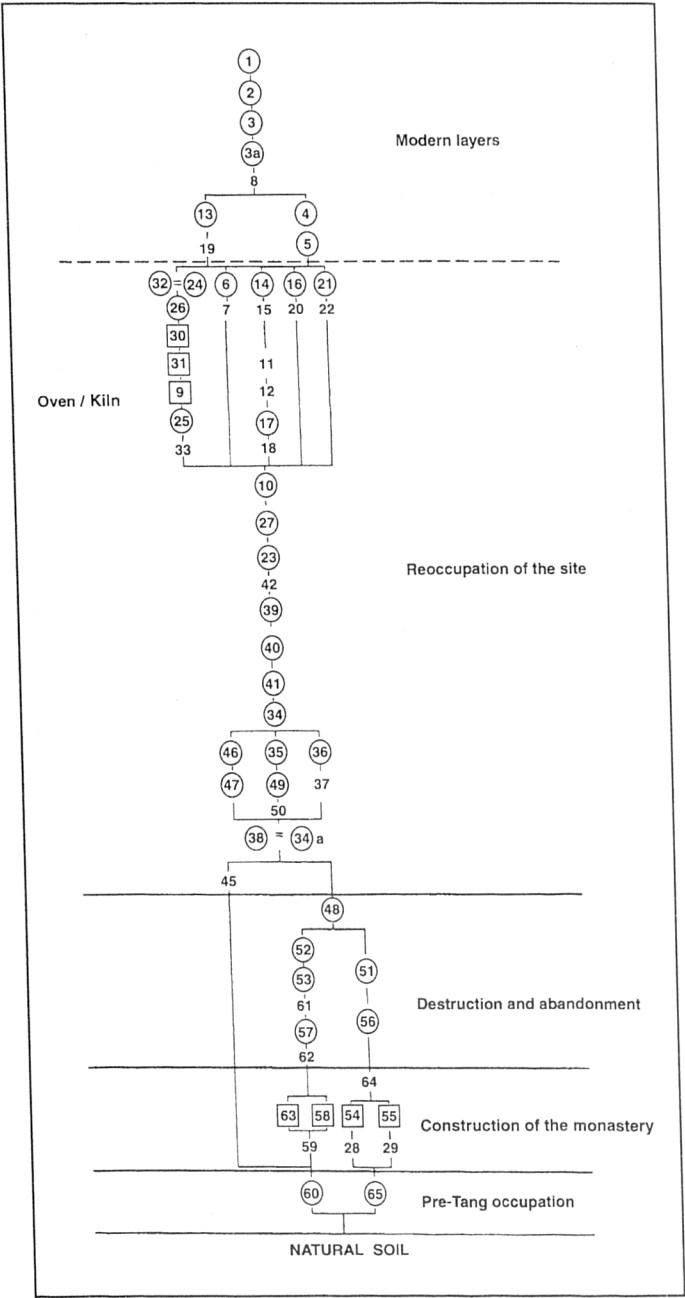 1
2
3
3a
Modern layers
8
13 4
19 5
32 = 24 6 14 16 21
26 7 15 20 22
30
31 11
9 12
Oven / Kiln
25 17
33 18
10
27
23
Reoccupation of the site
42
39
40
41
34
46 35 36
47 49 37
50
38 = 34 a
45
48
52
51
53
61
Destruction and abandonment
56
57
62
64
63 58 54 55
Construction of the monastery
59 28 29
60 65
Pre-Tang occupation
NATURAL SOIL